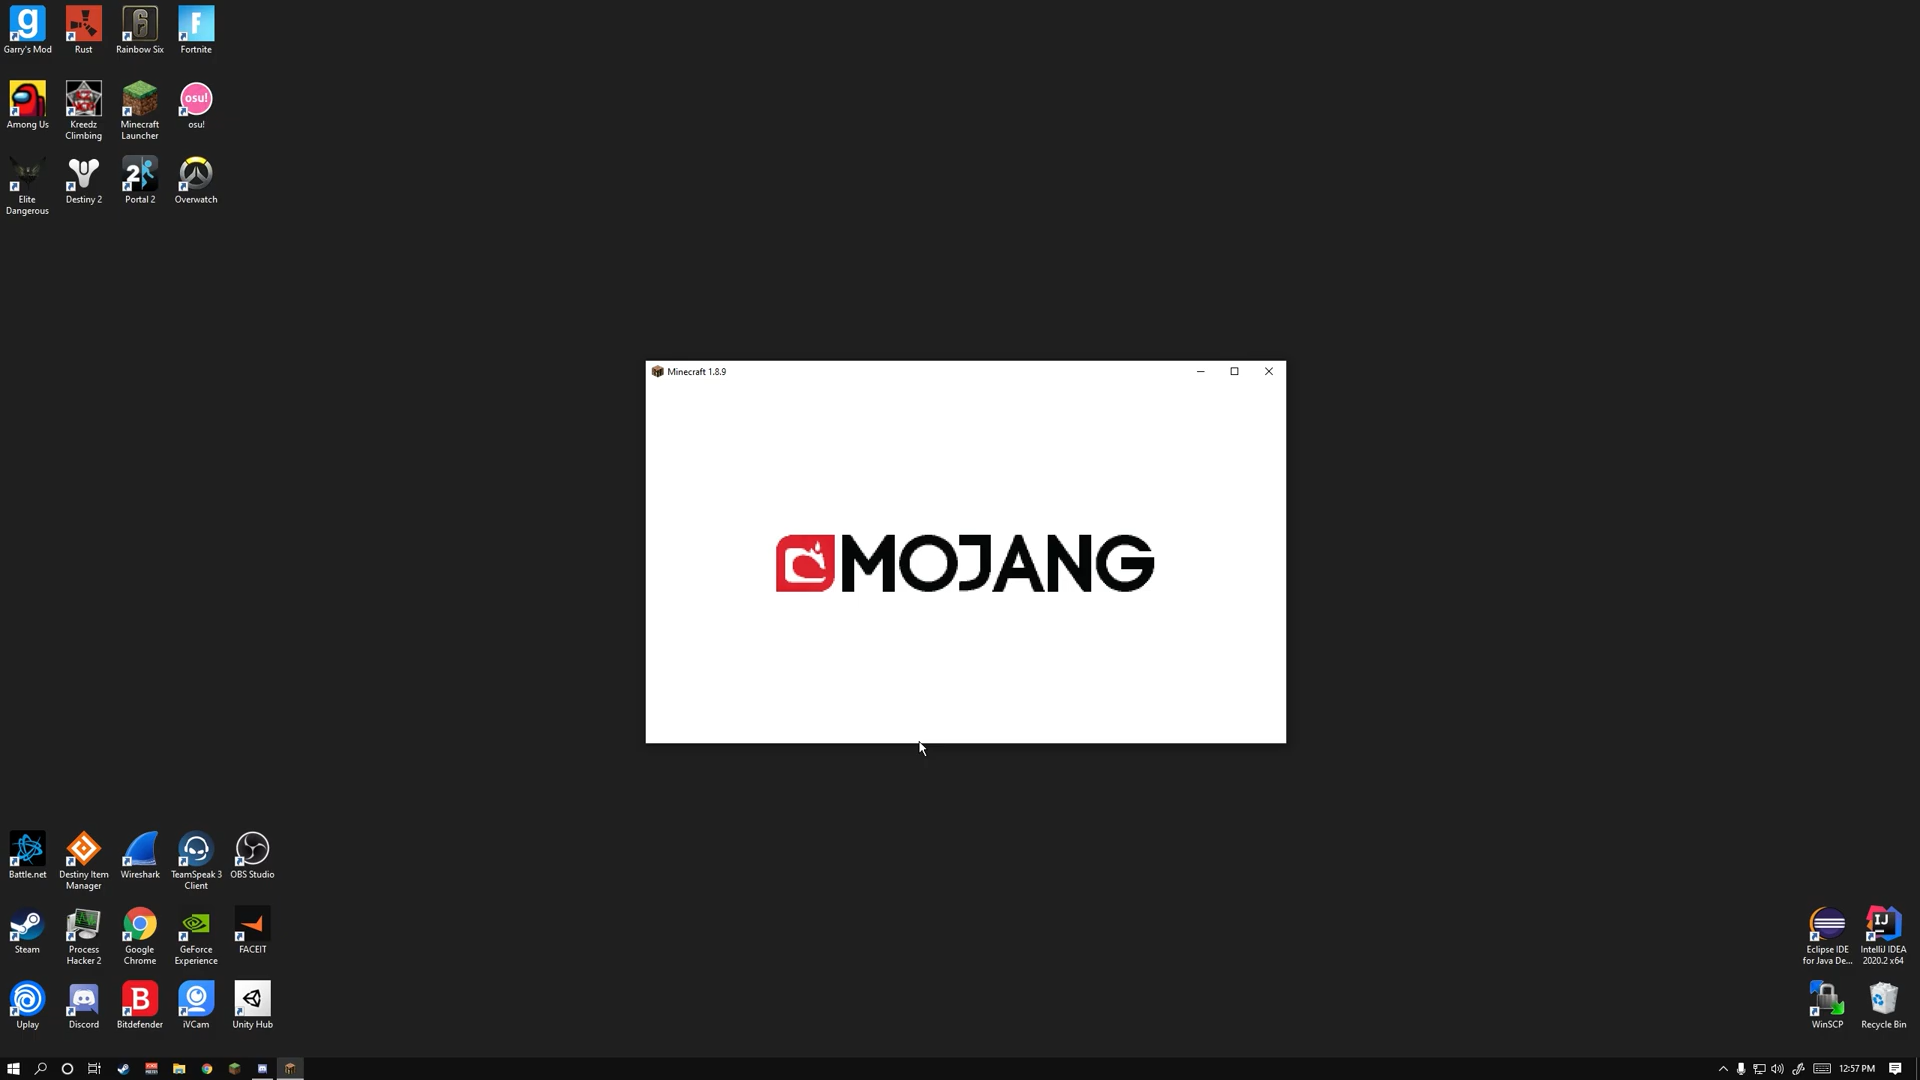 Garry's Mod
Rust
Rainbow Six
Fortnite
Among Us
Kreedz
Climbing
Minecraft
Launcher
osu!
osu!
Elite
Dangerous
Destiny 2
2
Portal 2
Overwatch
Minecraft 1.8.9
MOJANG
Battle.net
Destiny Item
Manager
Wireshark
TeamSpeak 3
Client
OBS Studio
Steam
Process
Hacker 2
Google
Chrome
GeForce
Experience
FACEIT
Uplay
Discord
Bitdefender
iVCam
Unity Hub
Eclipse IDE
for Java De...
IntelliJ IDEA
2020.2 x64
WinSCP
Recycle Bin
12:57 PM